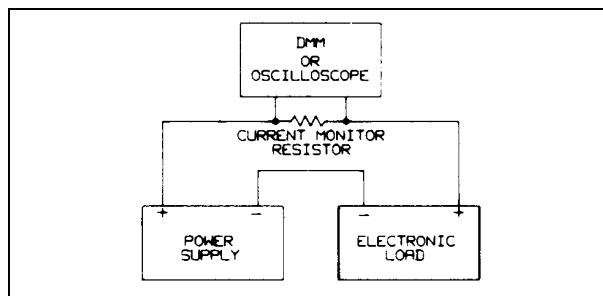 DMM
OR
OSCILLOSCOPE
CURRENT MONITOR
RESISTOR
+ - - +
POWER
SUPPLY
ELECTRONIC
LOAD